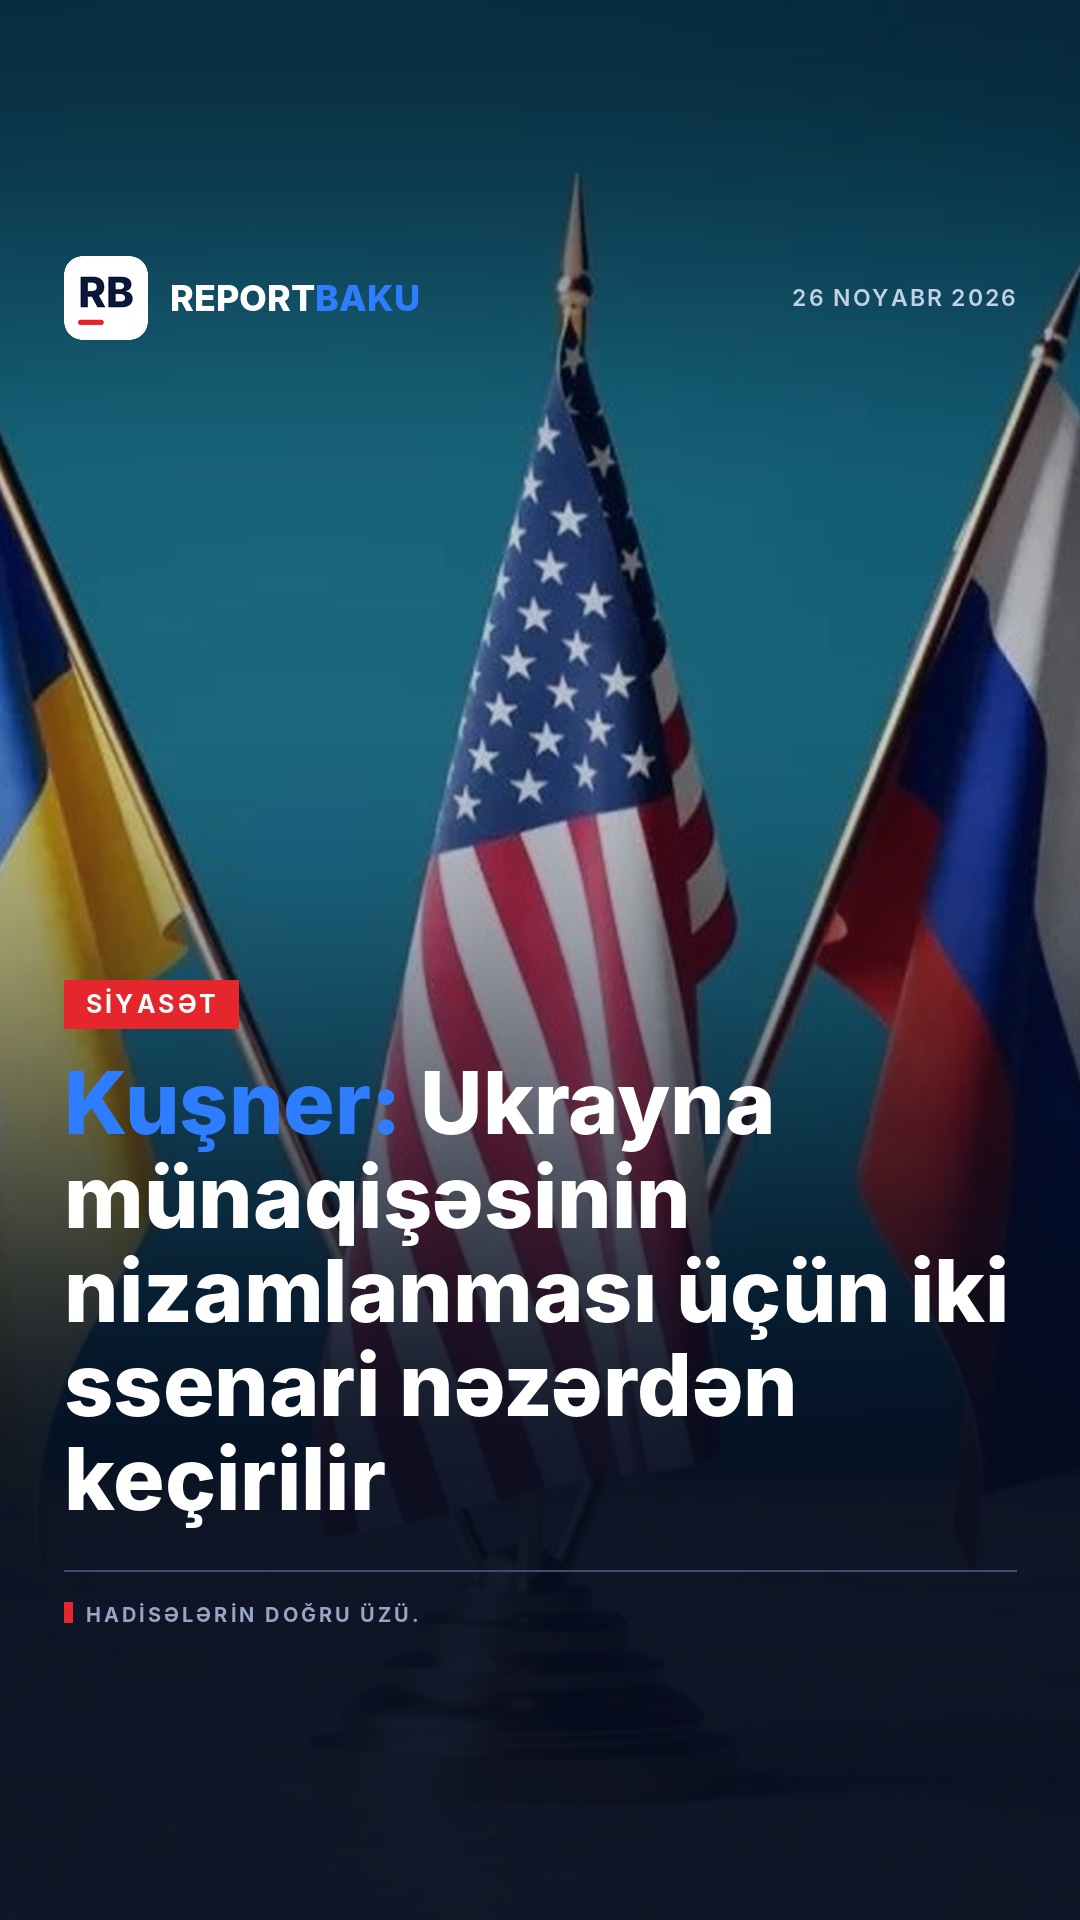 RB
REPORTBAKU
26 NOYABR 2026
SİYASƏT
Kuşner: Ukrayna
münaqişəsinin
nizamlanması üçün iki
ssenari nəzərdən
keçirilir
HADİSƏLƏRİN DOĞRU ÜZÜ.